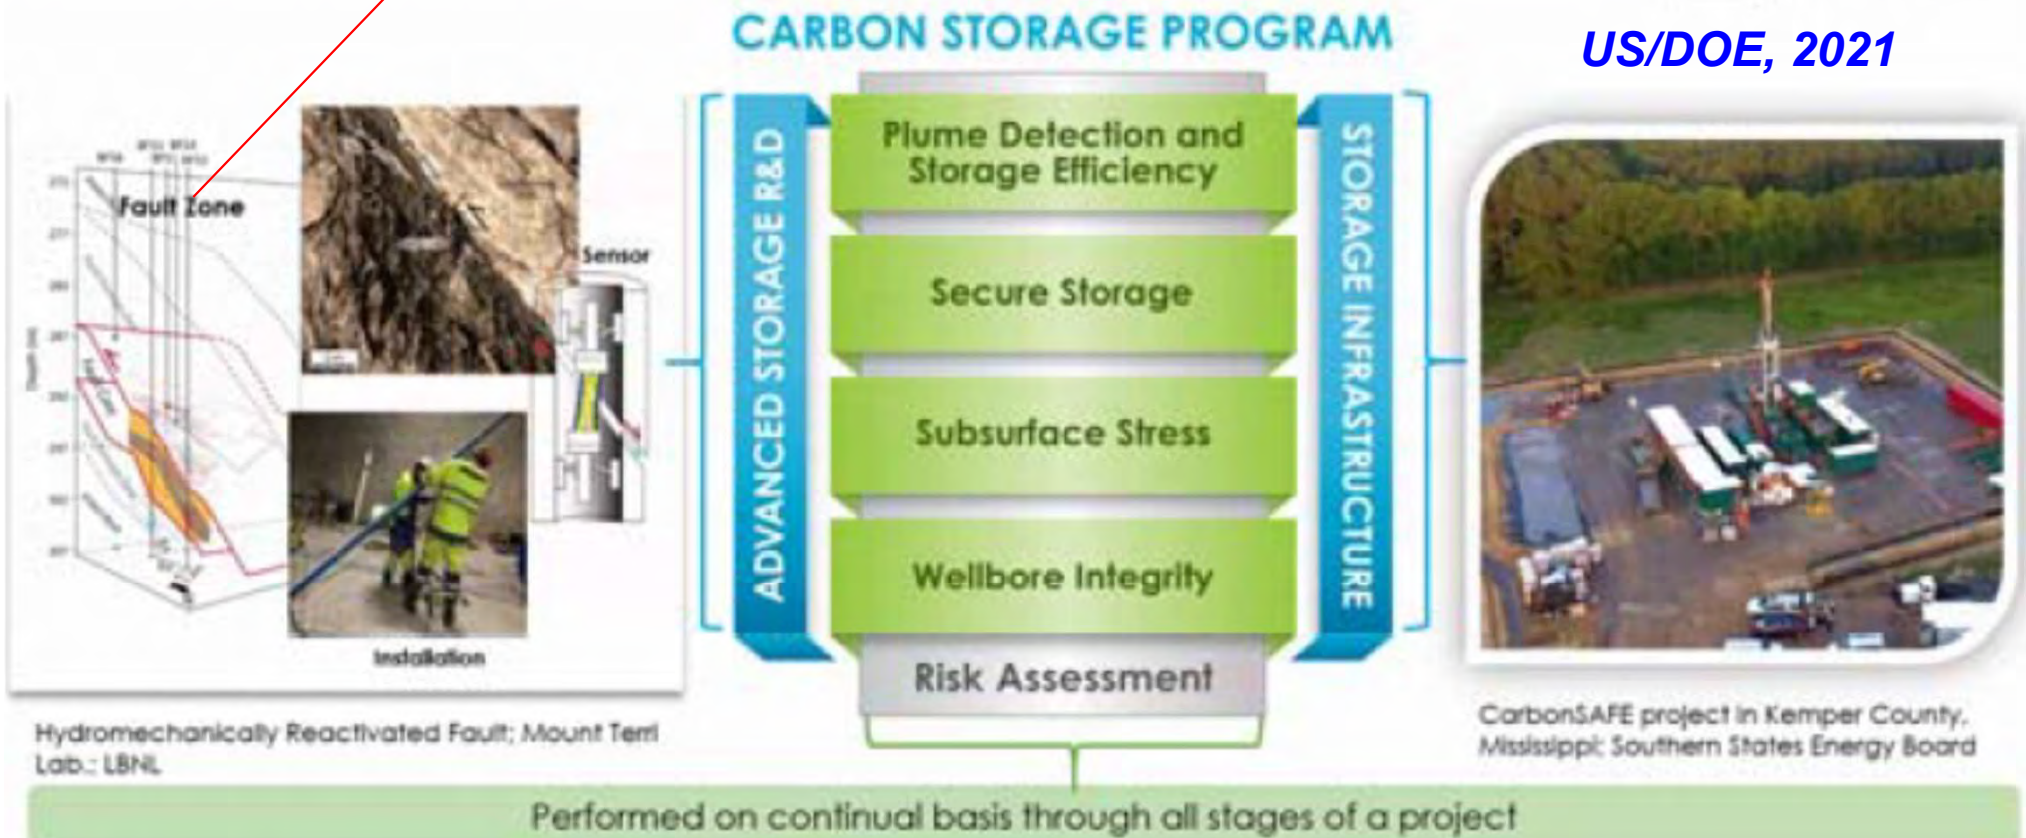 CARBON STORAGE PROGRAM
US/DOE, 2021
Fault Zone
Sensor
Installation
Hydromechanically Reactivated Fault; Mount Terri
Lab.; LBNL
ADVANCED STORAGE R&D
Plume Detection and
Storage Efficiency
Secure Storage
Subsurface Stress
Wellbore Integrity
Risk Assessment
STORAGE INFRASTRUCTURE
CarbonSAFE project in Kemper County,
Mississippi; Southern States Energy Board
Performed on continual basis through all stages of a project